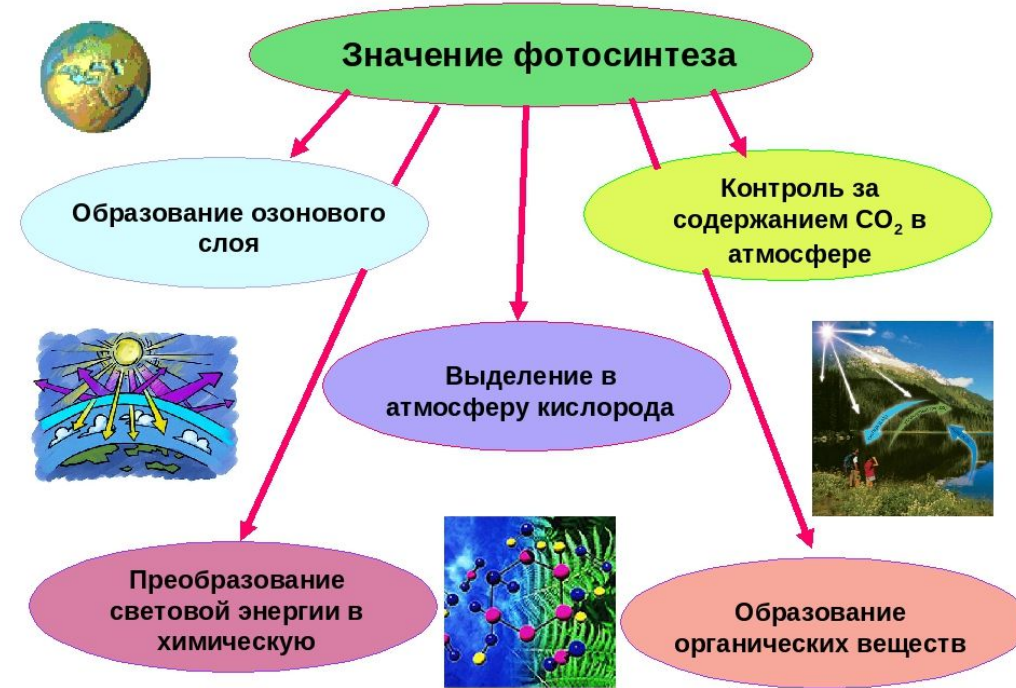 Значение фотосинтеза
Образование озонового
слоя
Контроль за
содержанием CO₂ в
атмосфере
Выделение в
атмосферу кислорода
Преобразование
световой энергии в
химическую
Образование
органических веществ